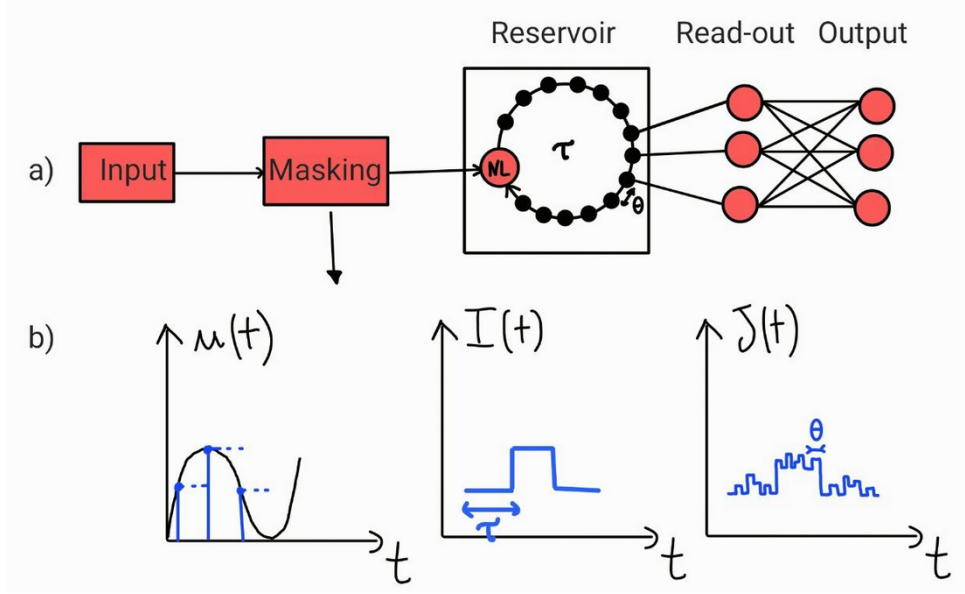 Reservoir Read-out Output
a) Input Masking NL τ θ
b) u(t) I(t) J(t)
θ
τ
t t t